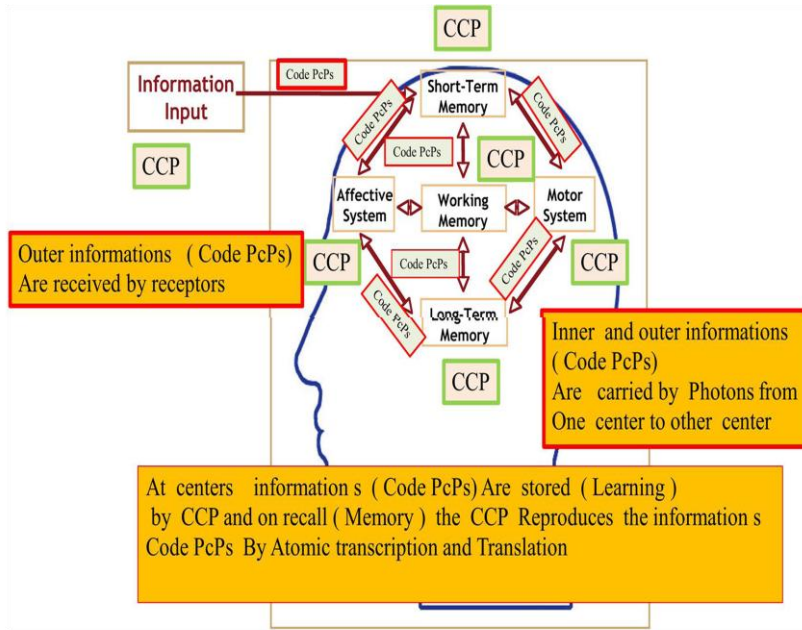 CCP
Code PcPs
Information
Input
Short-Term
Memory
Code PcPs
Code PcPs
Code PcPs
CCP
CCP
Affective
System
Working
Memory
Motor
System
Outer informations ( Code PcPs)
Are received by receptors
CCP
Code PcPs
Code PcPs
CCP
Code PcPs
Long-Term
Memory
Inner and outer informations
( Code PcPs)
Are carried by Photons from
One center to other center
CCP
At centers information s ( Code PcPs) Are stored ( Learning )
by CCP and on recall ( Memory ) the CCP Reproduces the information s
Code PcPs By Atomic transcription and Translation